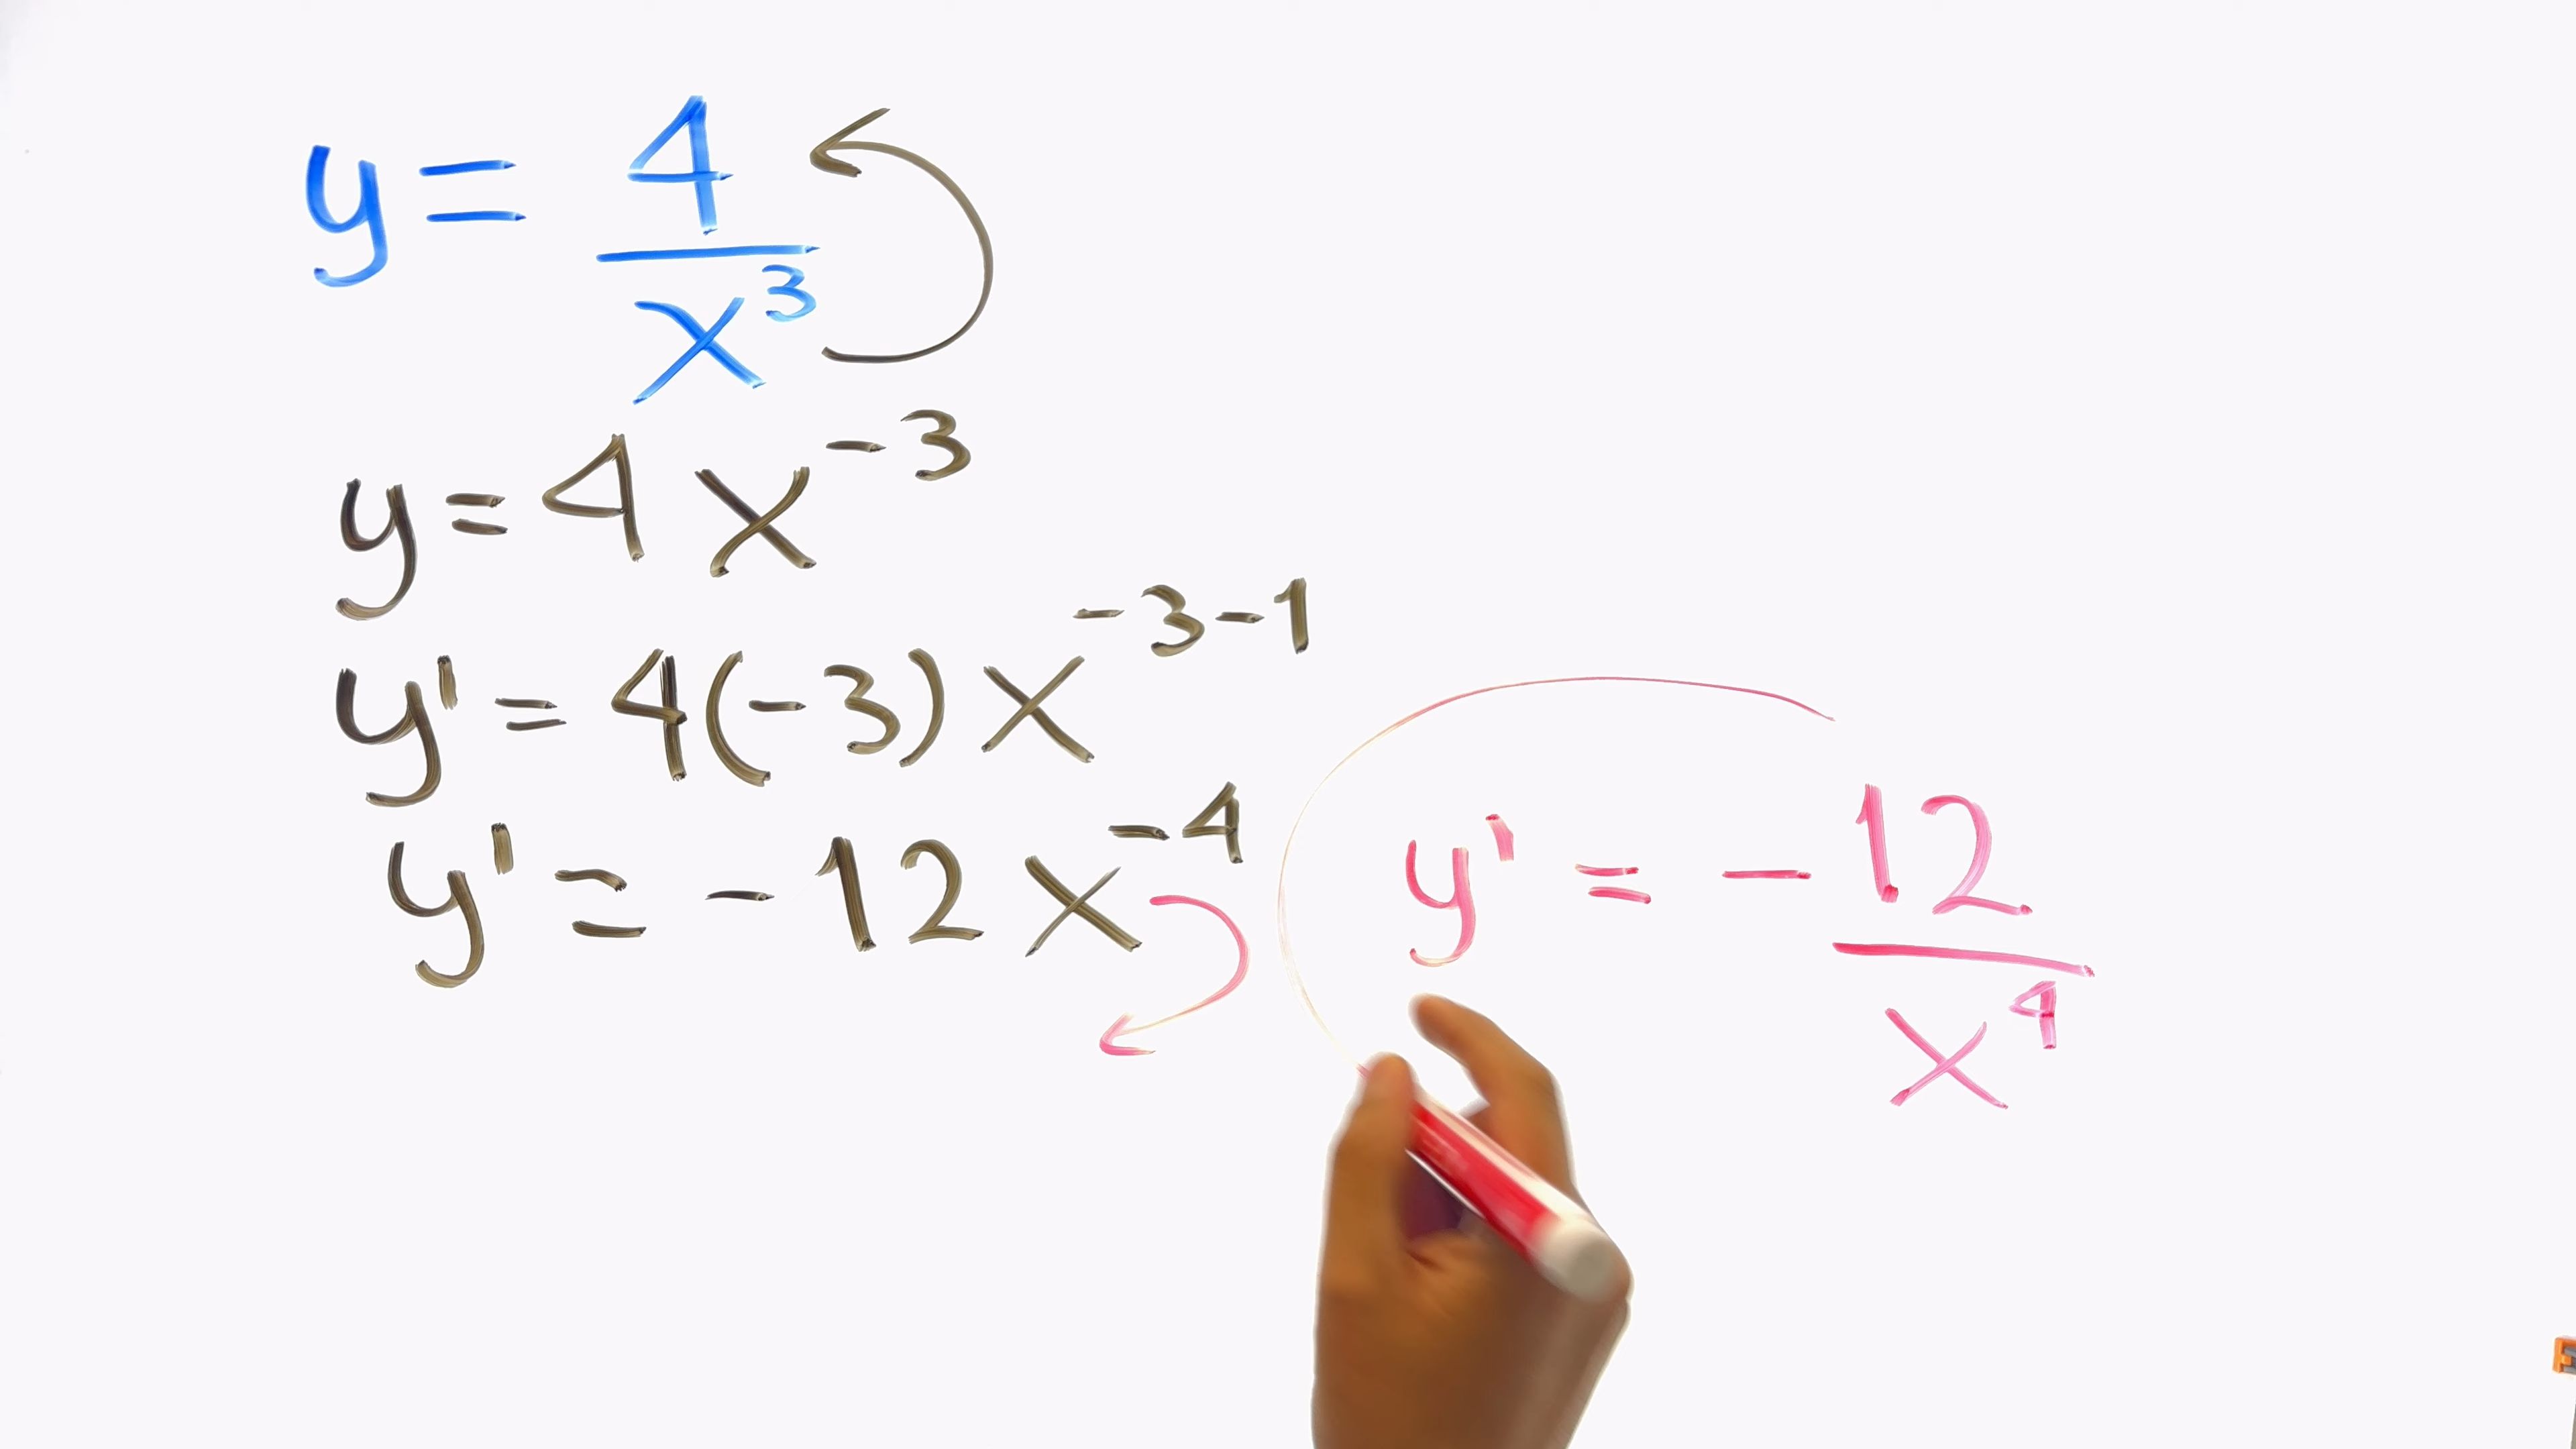 y = 4/x³
y = 4x⁻³
y' = 4(-3)x⁻³⁻¹
y' = -12x⁻⁴
y' = -12/x⁴